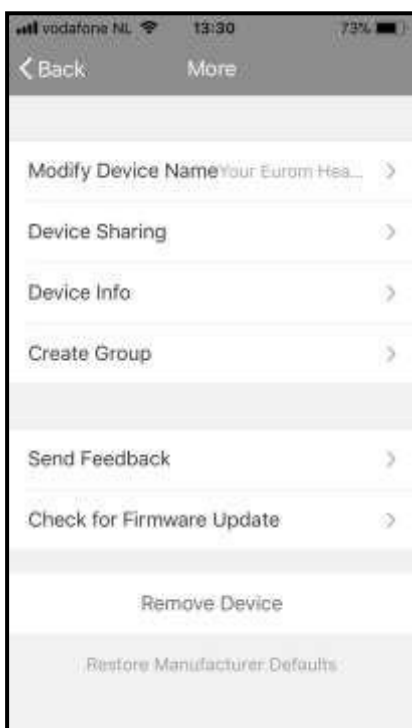 vodafone NL 13:30 73%
Back More
Modify Device Name Your Eurom Hea...
Device Sharing
Device Info
Create Group
Send Feedback
Check for Firmware Update
Remove Device
Restore Manufacturer Defaults